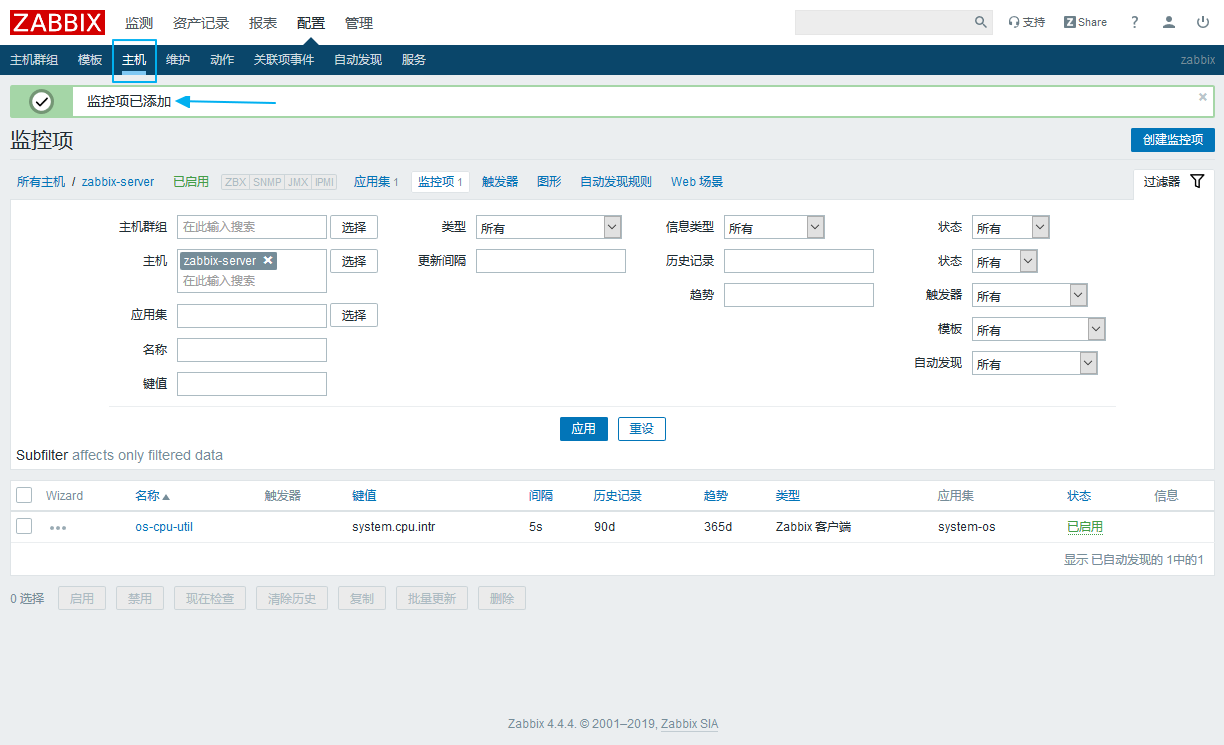 ZABBIX 监测 资产记录 报表 配置 管理 支持 Z Share ?
主机群组 模板 主机 维护 动作 关联项事件 自动发现 服务 zabbix
监控项已添加 ×
监控项 创建监控项
所有主机 / zabbix-server 已启用 ZBX SNMP JMX IPMI 应用集 1 监控项 1 触发器 图形 自动发现规则 Web 场景 过滤器
主机群组 在此输入搜索 选择 类型 所有 信息类型 所有 状态 所有
主机 zabbix-server × 选择 更新间隔 历史记录 状态 所有
在此输入搜索
趋势 触发器 所有
应用集 选择 模板 所有
名称 自动发现 所有
键值
应用 重设
Subfilter affects only filtered data
Wizard 名称 触发器 键值 间隔 历史记录 趋势 类型 应用集 状态 信息
os-cpu-util system.cpu.intr 5s 90d 365d Zabbix 客户端 system-os 已启用
显示 已自动发现的 1中的1
0 选择 启用 禁用 现在检查 清除历史 复制 批量更新 删除
Zabbix 4.4.4. © 2001–2019, Zabbix SIA